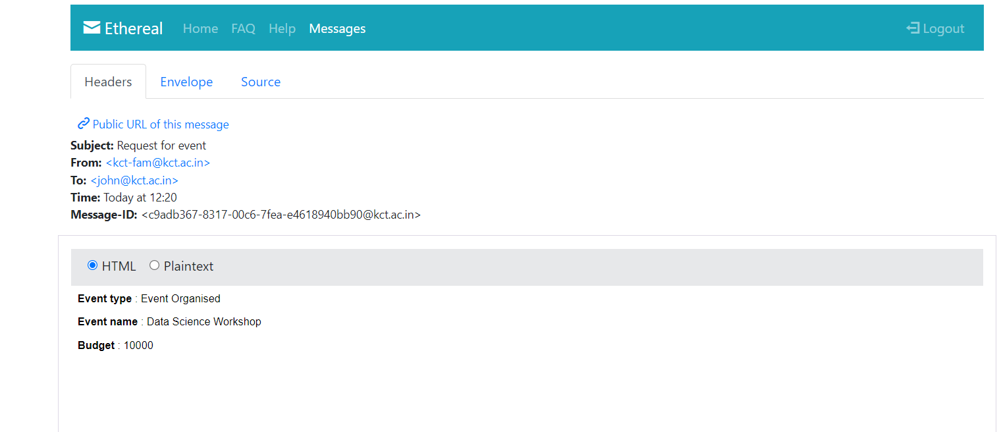 Ethereal Home FAQ Help Messages Logout
Headers Envelope Source
Public URL of this message
Subject: Request for event
From: <kct-fam@kct.ac.in>
To: <john@kct.ac.in>
Time: Today at 12:20
Message-ID: <c9adb367-8317-00c6-7fea-e4618940bb90@kct.ac.in>
HTML Plaintext
Event type : Event Organised
Event name : Data Science Workshop
Budget : 10000